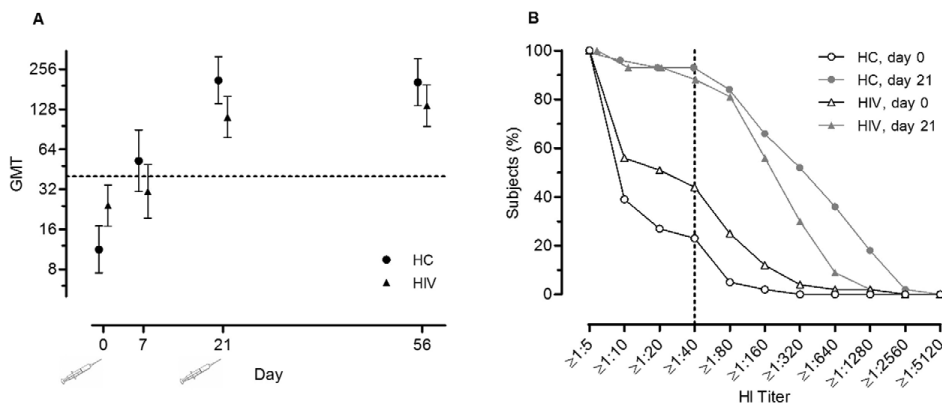 A
GMT
256
128
64
32
16
8
HC
HIV
0
7
21
56
Day
B
Subjects (%)
100
80
60
40
20
0
HC, day 0
HC, day 21
HIV, day 0
HIV, day 21
≥1:5
≥1:10
≥1:20
≥1:40
≥1:80
≥1:160
≥1:320
≥1:640
≥1:1280
≥1:2560
≥1:5120
HI Titer